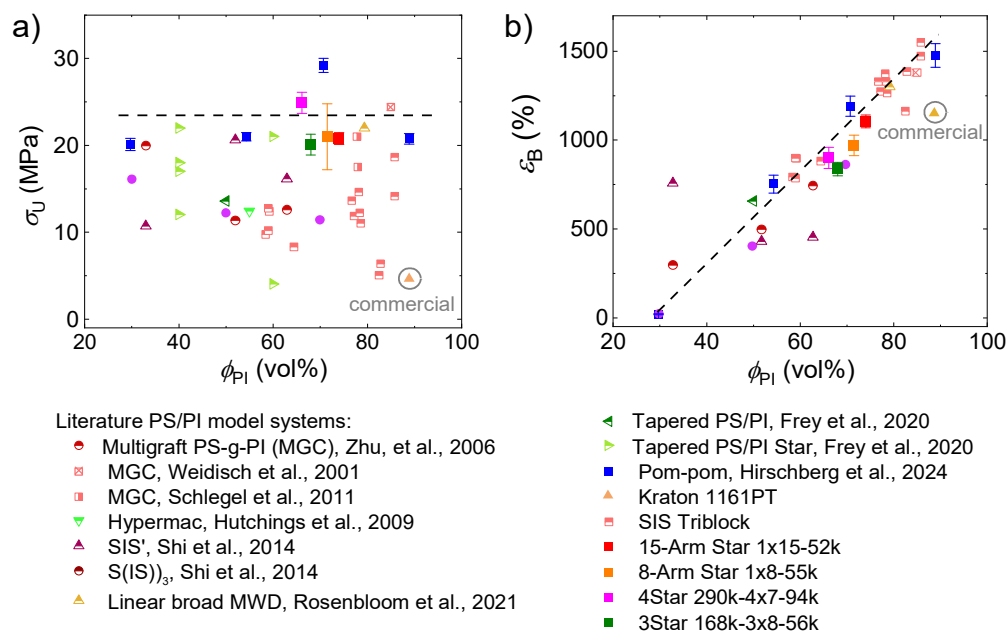 a)
30
20
10
0
σU (MPa)
commercial
20 40 60 80 100
ϕPI (vol%)
b)
1500
1000
500
0
εB (%)
commercial
20 40 60 80 100
ϕPI (vol%)
Literature PS/PI model systems:
Multigraft PS-g-PI (MGC), Zhu, et al., 2006
MGC, Weidisch et al., 2001
MGC, Schlegel et al., 2011
Hypermac, Hutchings et al., 2009
SIS', Shi et al., 2014
S(IS))3, Shi et al., 2014
Linear broad MWD, Rosenbloom et al., 2021
Tapered PS/PI, Frey et al., 2020
Tapered PS/PI Star, Frey et al., 2020
Pom-pom, Hirschberg et al., 2024
Kraton 1161PT
SIS Triblock
15-Arm Star 1x15-52k
8-Arm Star 1x8-55k
4Star 290k-4x7-94k
3Star 168k-3x8-56k